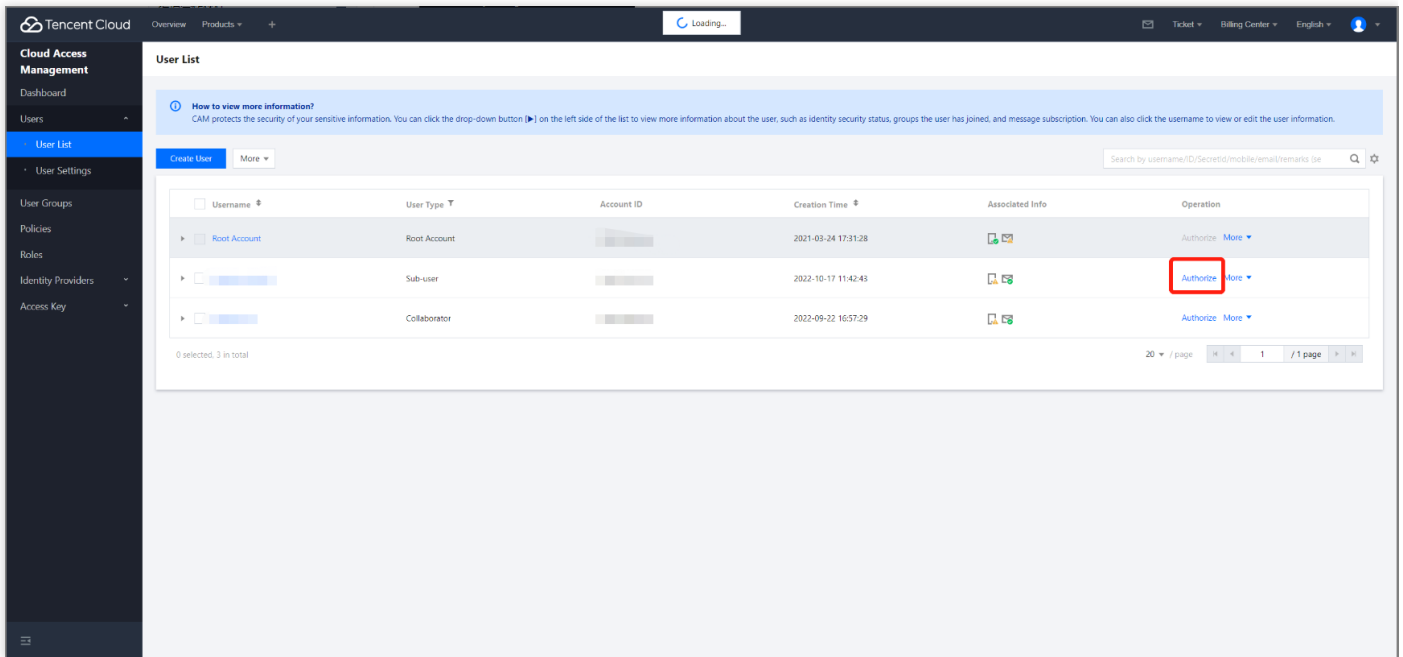 Tencent Cloud Overview Products + Loading... Ticket Billing Center English
Cloud Access Management
Dashboard
Users
User List
User Settings
User Groups
Policies
Roles
Identity Providers
Access Key
User List
How to view more information?
CAM protects the security of your sensitive information. You can click the drop-down button [▶] on the left side of the list to view more information about the user, such as identity security status, groups the user has joined, and message subscription. You can also click the username to view or edit the user information.
Create User More Search by username/ID/SecretId/mobile/email/remarks (se
Username User Type Account ID Creation Time Associated Info Operation
Root Account Root Account 2021-03-24 17:31:28 Authorize More
Sub-user 2022-10-17 11:42:43 Authorize More
Collaborator 2022-09-22 16:57:29 Authorize More
0 selected, 3 in total 20 / page 1 / 1 page